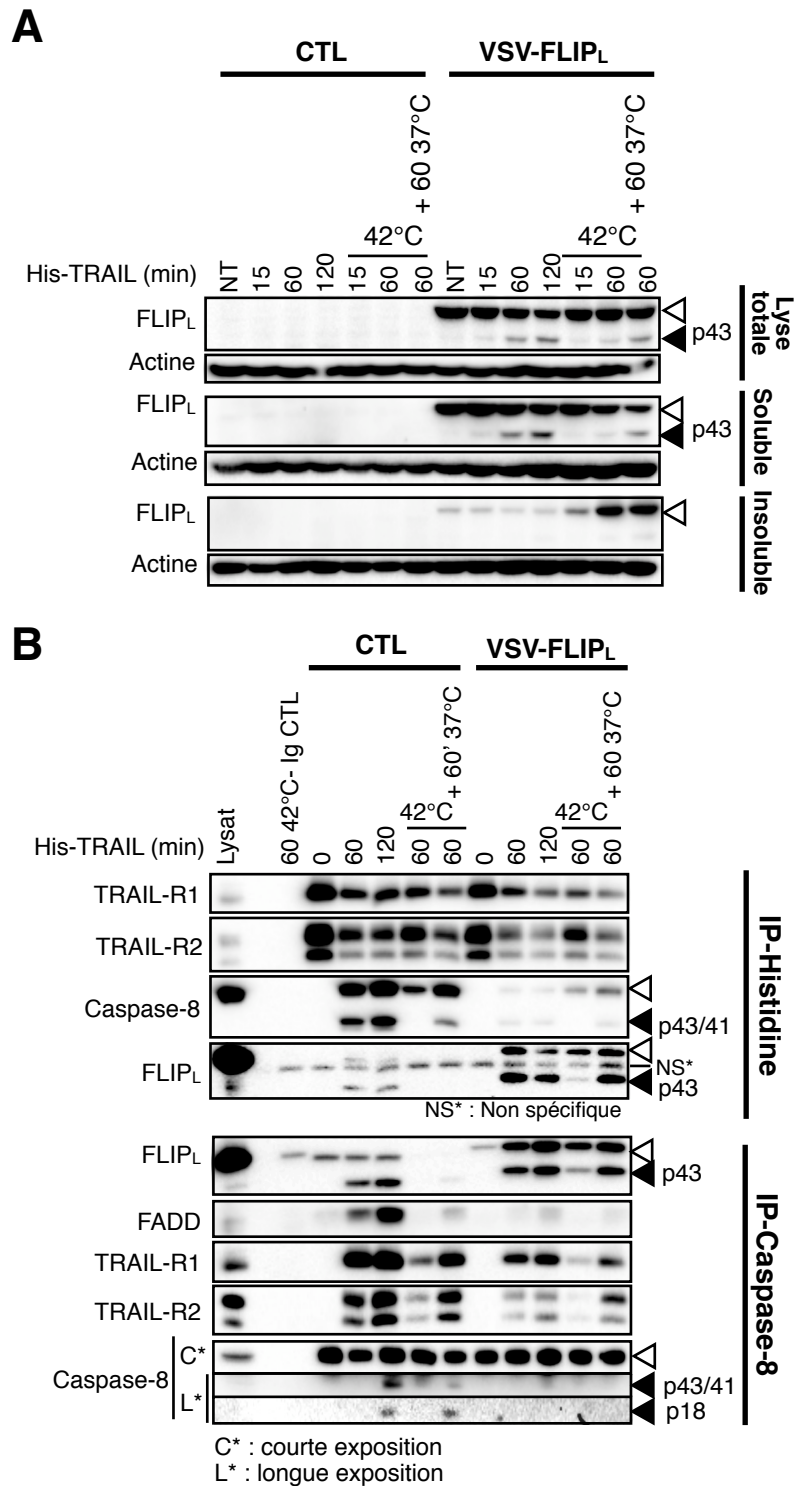 A
CTL
VSV-FLIPL
+ 60 37°C
+ 60 37°C
42°C
42°C
His-TRAIL (min)
NT 15 60 120 15 60 60 NT 15 60 120 15 60 60
FLIPL
p43
Actine
Lyse totale
FLIPL
p43
Actine
Soluble
FLIPL
Actine
Insoluble
B
CTL
VSV-FLIPL
+ 60' 37°C
+ 60 37°C
42°C
42°C
His-TRAIL (min)
Lysat 60 42°C- Ig CTL 0 60 120 60 60 0 60 120 60 60
TRAIL-R1
TRAIL-R2
Caspase-8
p43/41
FLIPL
NS*
p43
NS* : Non spécifique
IP-Histidine
FLIPL
p43
FADD
TRAIL-R1
TRAIL-R2
Caspase-8
C*
L*
p43/41
p18
IP-Caspase-8
C* : courte exposition
L* : longue exposition